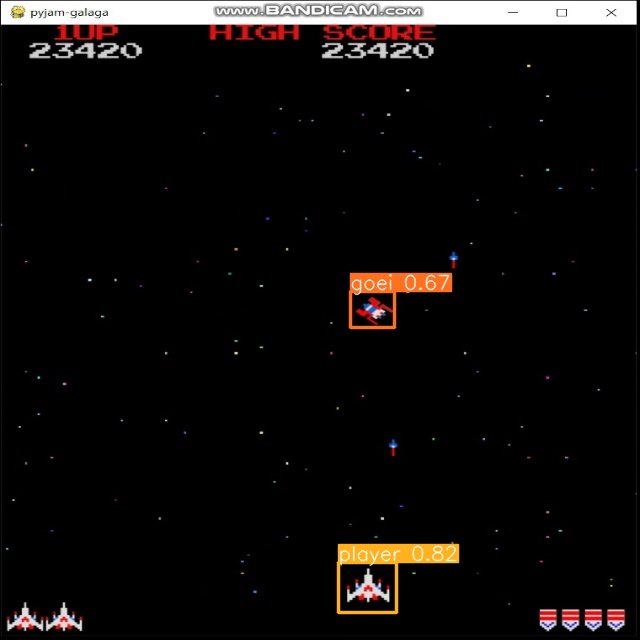 pyjam-galaga
www.BANDICAM.com
1UP HIGH SCORE
23420 23420
goei 0.67
player 0.82